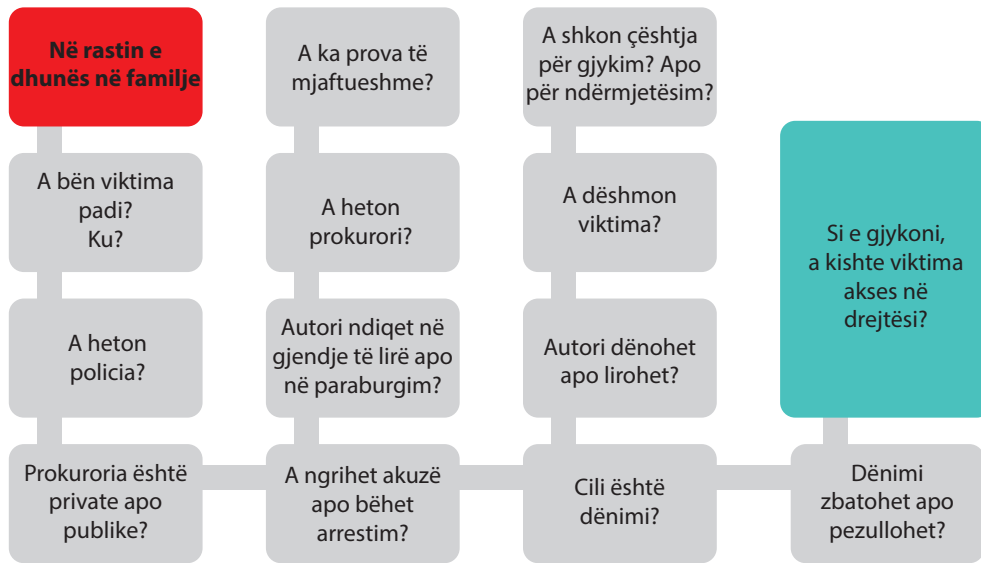 Në rastin e
dhunës në familje
A bën viktima
padi?
Ku?
A heton
policia?
Prokuroria është
private apo
publike?
A ka prova të
mjaftueshme?
A heton
prokurori?
Autori ndiqet në
gjendje të lirë apo
në paraburgim?
A ngrihet akuzë
apo bëhet
arrestim?
A shkon çështja
për gjykim? Apo
për ndërmjetësim?
A dëshmon
viktima?
Autori dënohet
apo lirohet?
Cili është
dënimi?
Si e gjykoni,
a kishte viktima
akses në
drejtësi?
Dënimi
zbatohet apo
pezullohet?